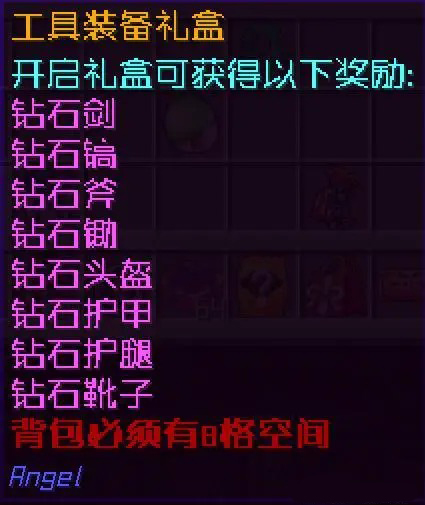 工具装备礼盒
开启礼盒可获得以下奖励:
钻石剑
钻石镐
钻石斧
钻石锄
钻石头盔
钻石护甲
钻石护腿
钻石靴子
背包必须有8格空间
Angel